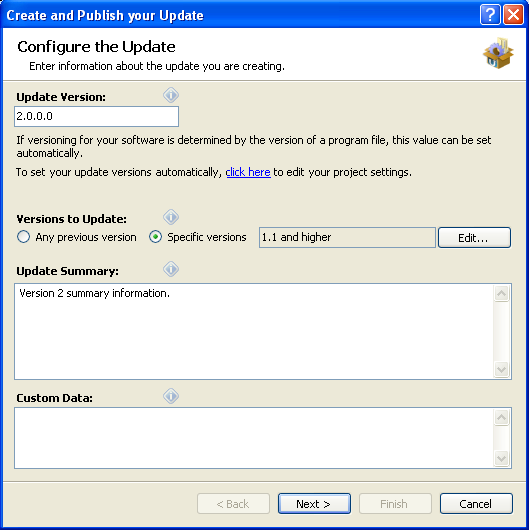 Create and Publish your Update
Configure the Update
Enter information about the update you are creating.
Update Version:
2.0.0.0
If versioning for your software is determined by the version of a program file, this value can be set
automatically.
To set your update versions automatically, click here to edit your project settings.
Versions to Update:
Any previous version Specific versions 1.1 and higher Edit...
Update Summary:
Version 2 summary information.
Custom Data:
< Back Next > Finish Cancel